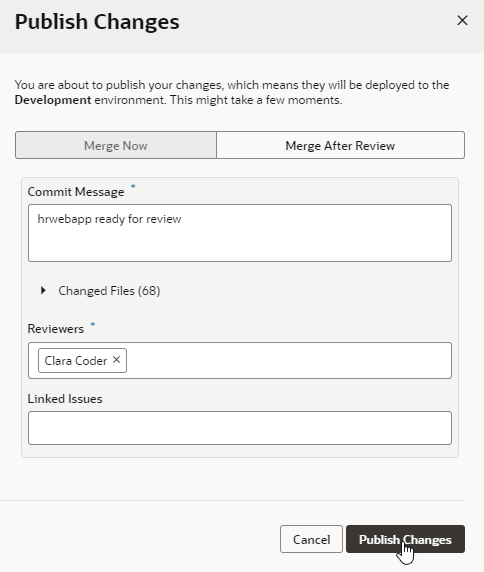 Publish Changes
You are about to publish your changes, which means they will be deployed to the
Development environment. This might take a few moments.
Merge Now
Merge After Review
Commit Message *
hrwebapp ready for review
Changed Files (68)
Reviewers *
Clara Coder ×
Linked Issues
Cancel
Publish Changes